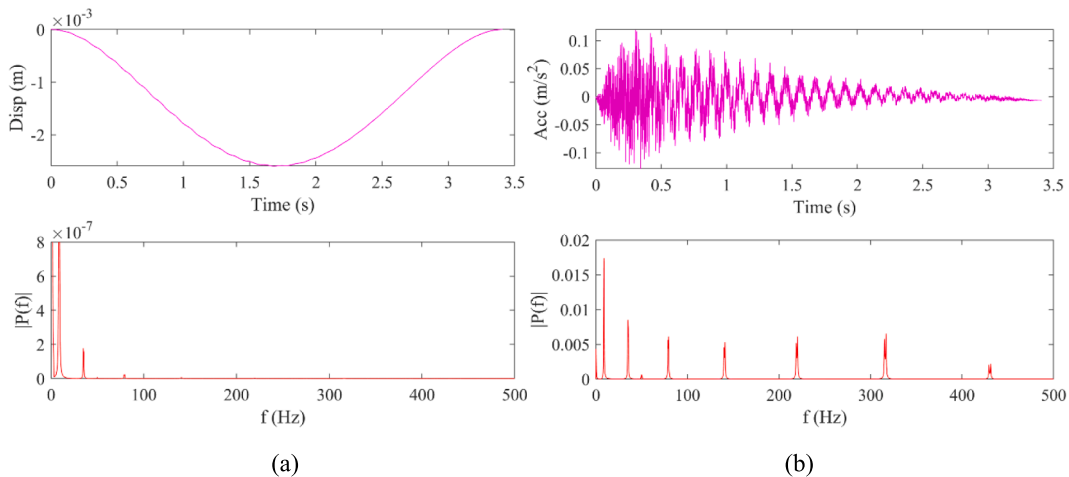 ×10⁻³
0
-1
-2
Disp (m)
0 0.5 1 1.5 2 2.5 3 3.5
Time (s)
8 ×10⁻⁷
6
4
2
0
|P(f)|
0 100 200 300 400 500
f (Hz)
(a)
0.1
0.05
0
-0.05
-0.1
Acc (m/s²)
0 0.5 1 1.5 2 2.5 3 3.5
Time (s)
0.02
0.015
0.01
0.005
0
|P(f)|
0 100 200 300 400 500
f (Hz)
(b)